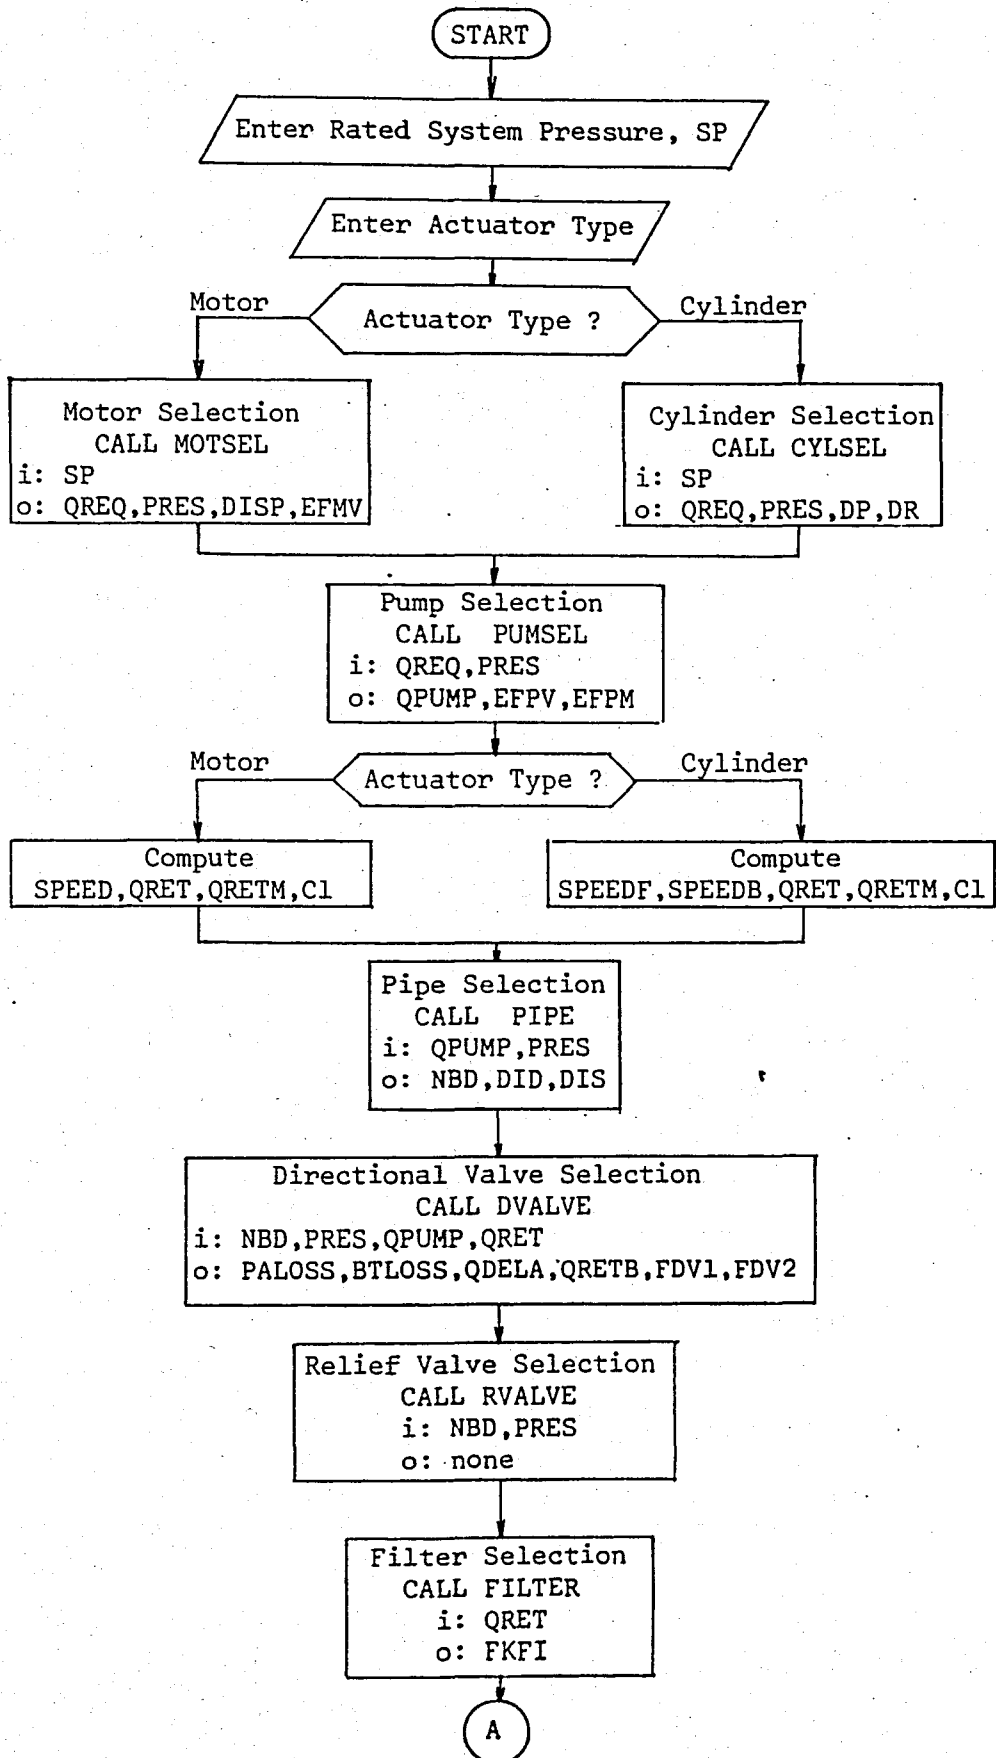 START
Enter Rated System Pressure, SP
Enter Actuator Type
Motor
Actuator Type ?
Cylinder
Motor Selection
CALL MOTSEL
i: SP
o: QREQ,PRES,DISP,EFMV
Cylinder Selection
CALL CYLSEL
i: SP
o: QREQ,PRES,DP,DR
Pump Selection
CALL PUMSEL
i: QREQ,PRES
o: QPUMP,EFPV,EFPM
Motor
Actuator Type ?
Cylinder
Compute
SPEED,QRET,QRETM,C1
Compute
SPEEDF,SPEEDB,QRET,QRETM,C1
Pipe Selection
CALL PIPE
i: QPUMP,PRES
o: NBD,DID,DIS
Directional Valve Selection
CALL DVALVE
i: NBD,PRES,QPUMP,QRET
o: PALOSS,BTLOSS,QDELA,QRETB,FDV1,FDV2
Relief Valve Selection
CALL RVALVE
i: NBD,PRES
o: none
Filter Selection
CALL FILTER
i: QRET
o: FKFI
A